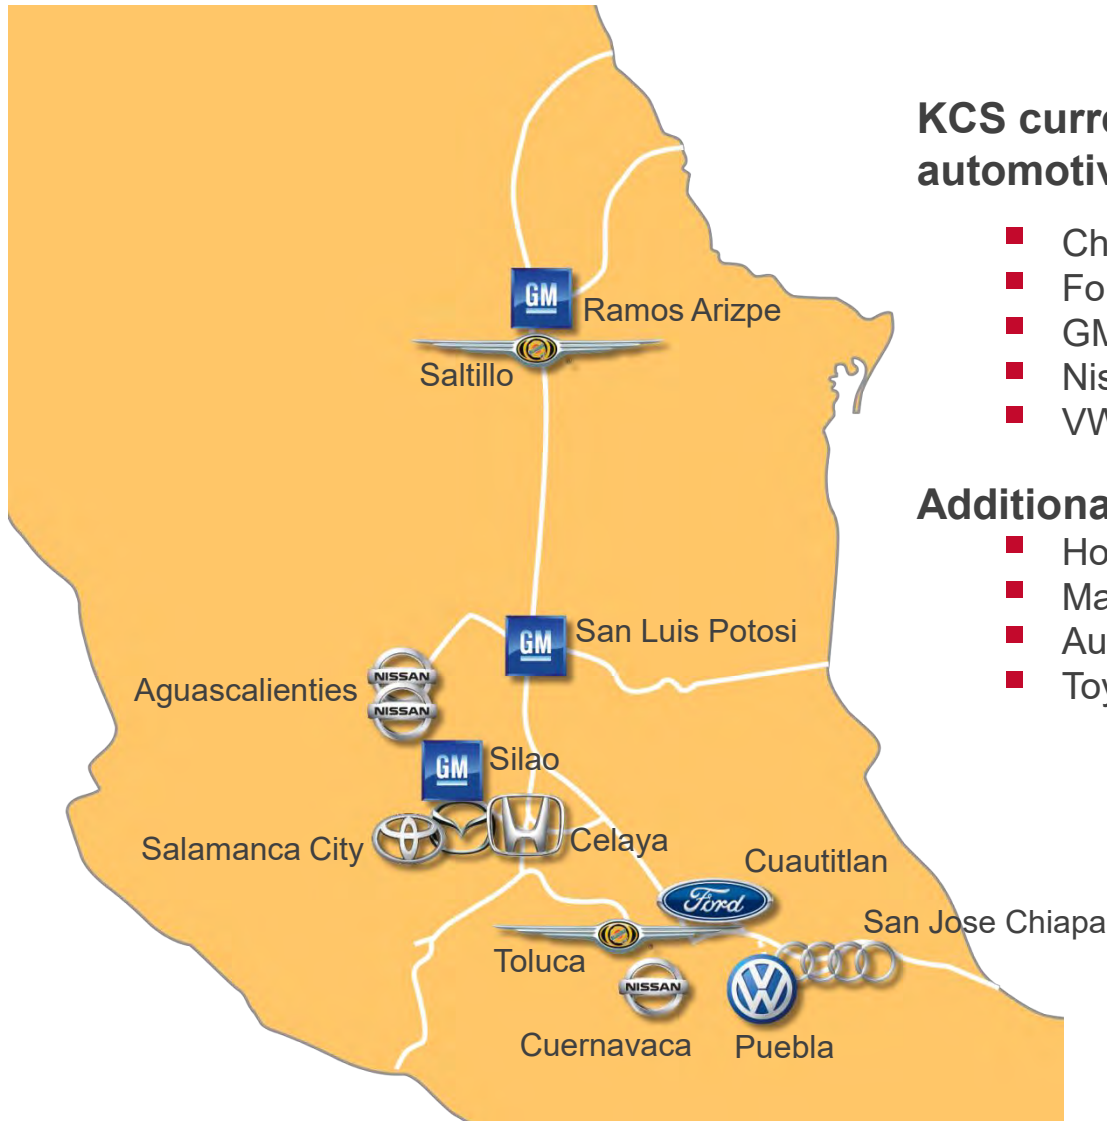 KCS curre
automotiv
Ch
Fo
GM
Nis
VW
Additiona
Ho
Ma
Au
Toy
GM
Ramos Arizpe
Saltillo
GM
San Luis Potosi
NISSAN
Aguascalienties
NISSAN
GM
Silao
Salamanca City
Celaya
Cuautitlan
Ford
San Jose Chiapa
Toluca
NISSAN
Cuernavaca
Puebla